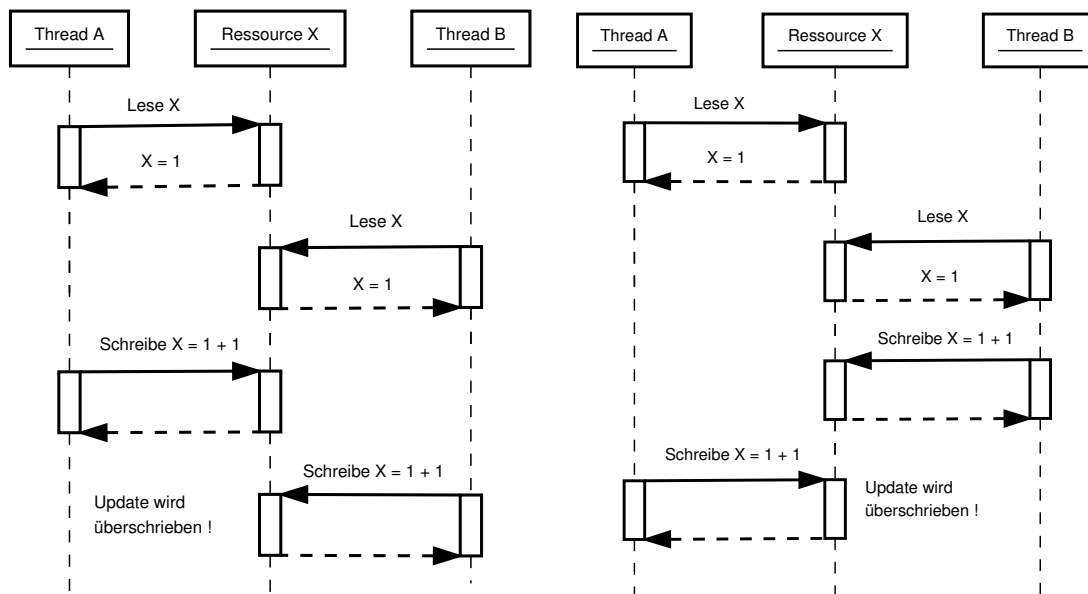 Thread A
Ressource X
Thread B
Lese X
X = 1
Lese X
X = 1
Schreibe X = 1 + 1
Schreibe X = 1 + 1
Update wird
überschrieben !
Thread A
Ressource X
Thread B
Lese X
X = 1
Lese X
X = 1
Schreibe X = 1 + 1
Schreibe X = 1 + 1
Update wird
überschrieben !